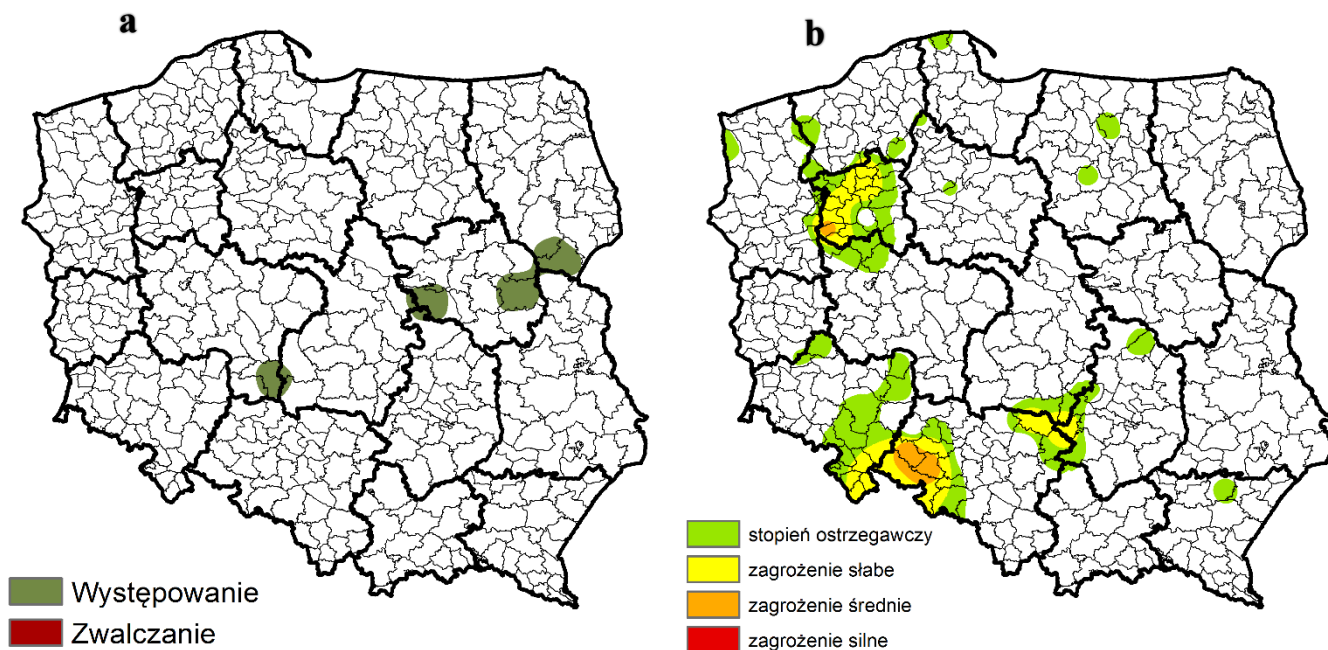 a
b
Występowanie
Zwalczanie
stopień ostrzegawczy
zagrożenie słabe
zagrożenie średnie
zagrożenie silne